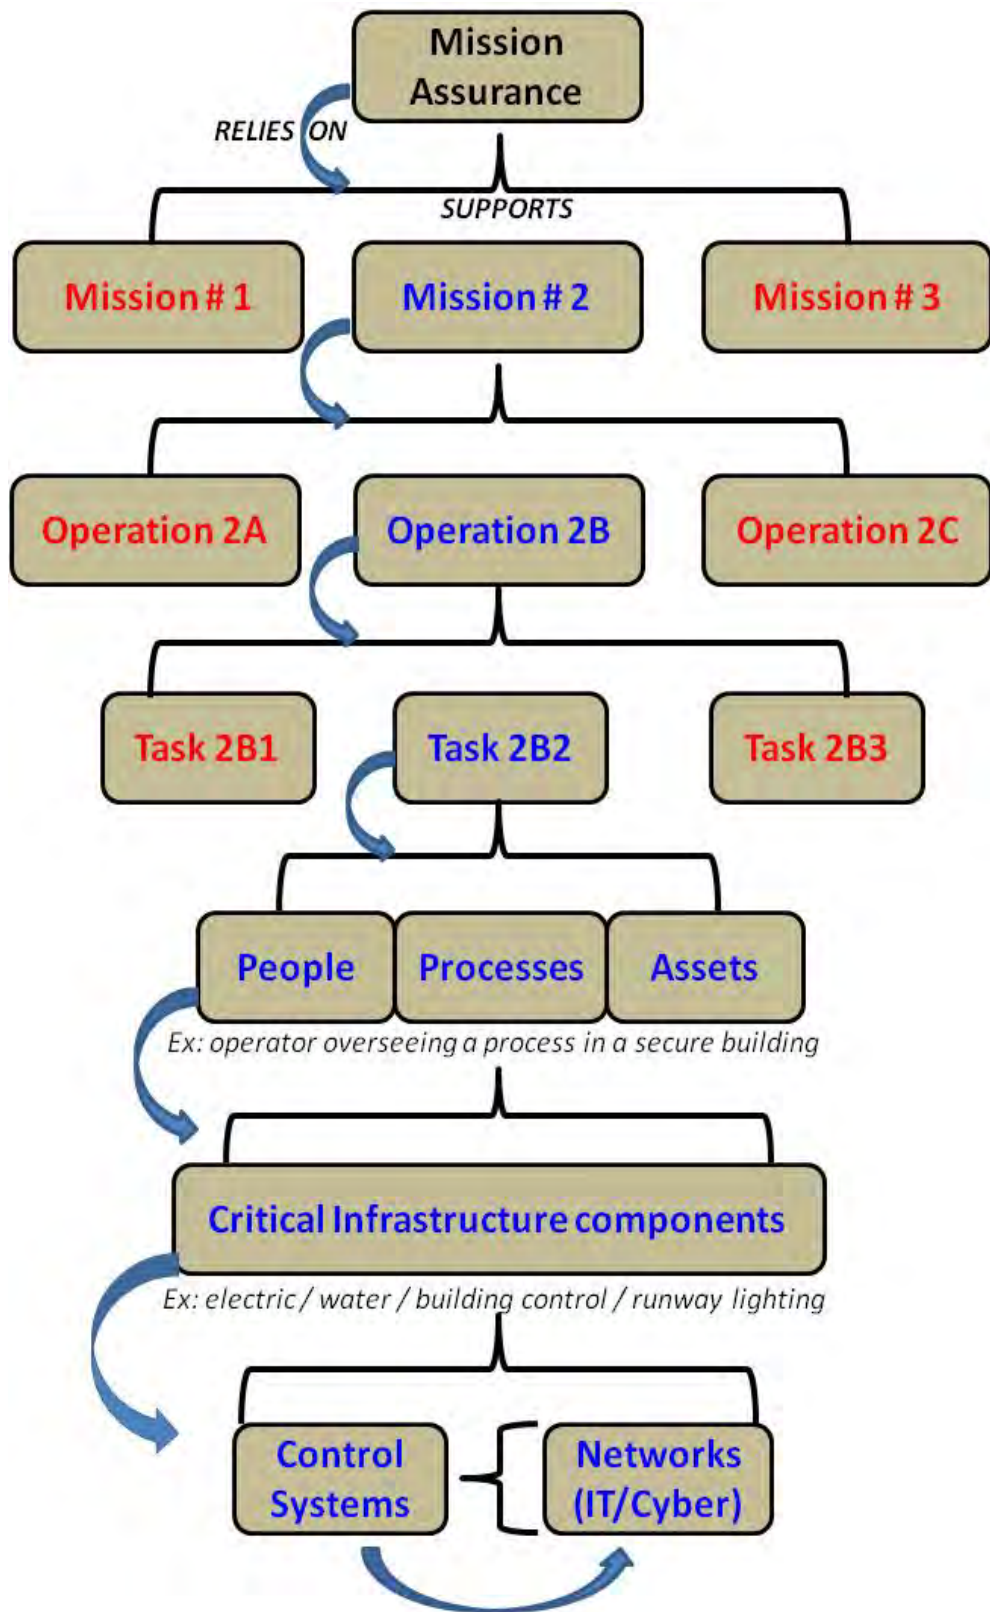 Mission
Assurance
RELIES ON
SUPPORTS
Mission # 1
Mission # 2
Mission # 3
Operation 2A
Operation 2B
Operation 2C
Task 2B1
Task 2B2
Task 2B3
People
Processes
Assets
Ex: operator overseeing a process in a secure building
Critical Infrastructure components
Ex: electric / water / building control / runway lighting
Control
Systems
Networks
(IT/Cyber)